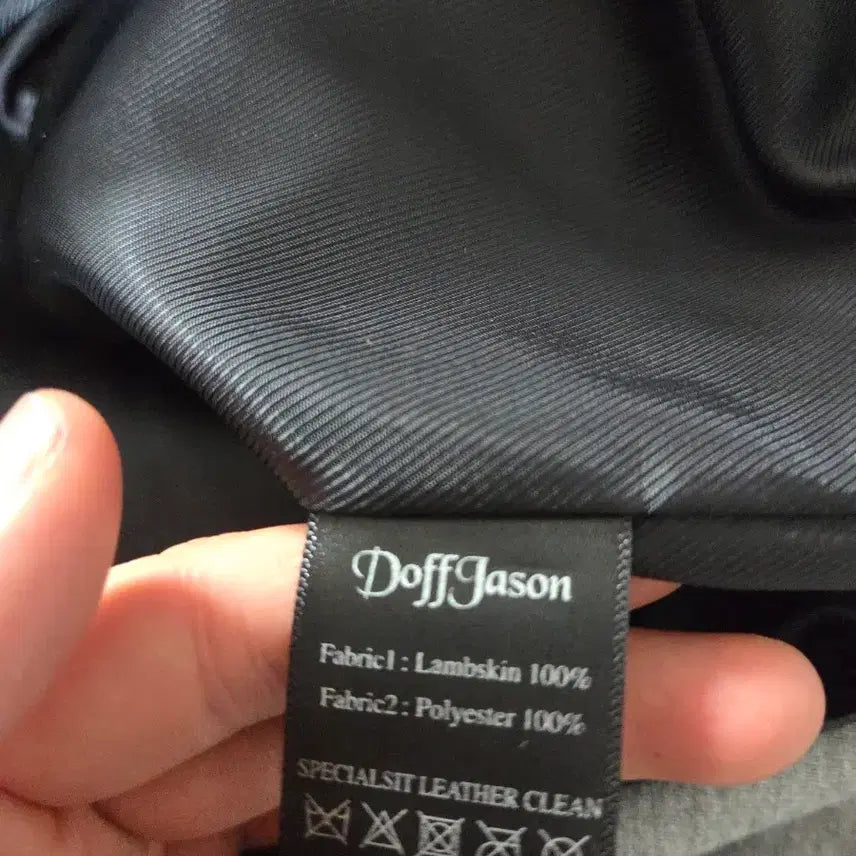 DoffJason
Fabric1 : Lambskin 100%
Fabric2 : Polyester 100%
SPECIALSIT LEATHER CLEAN